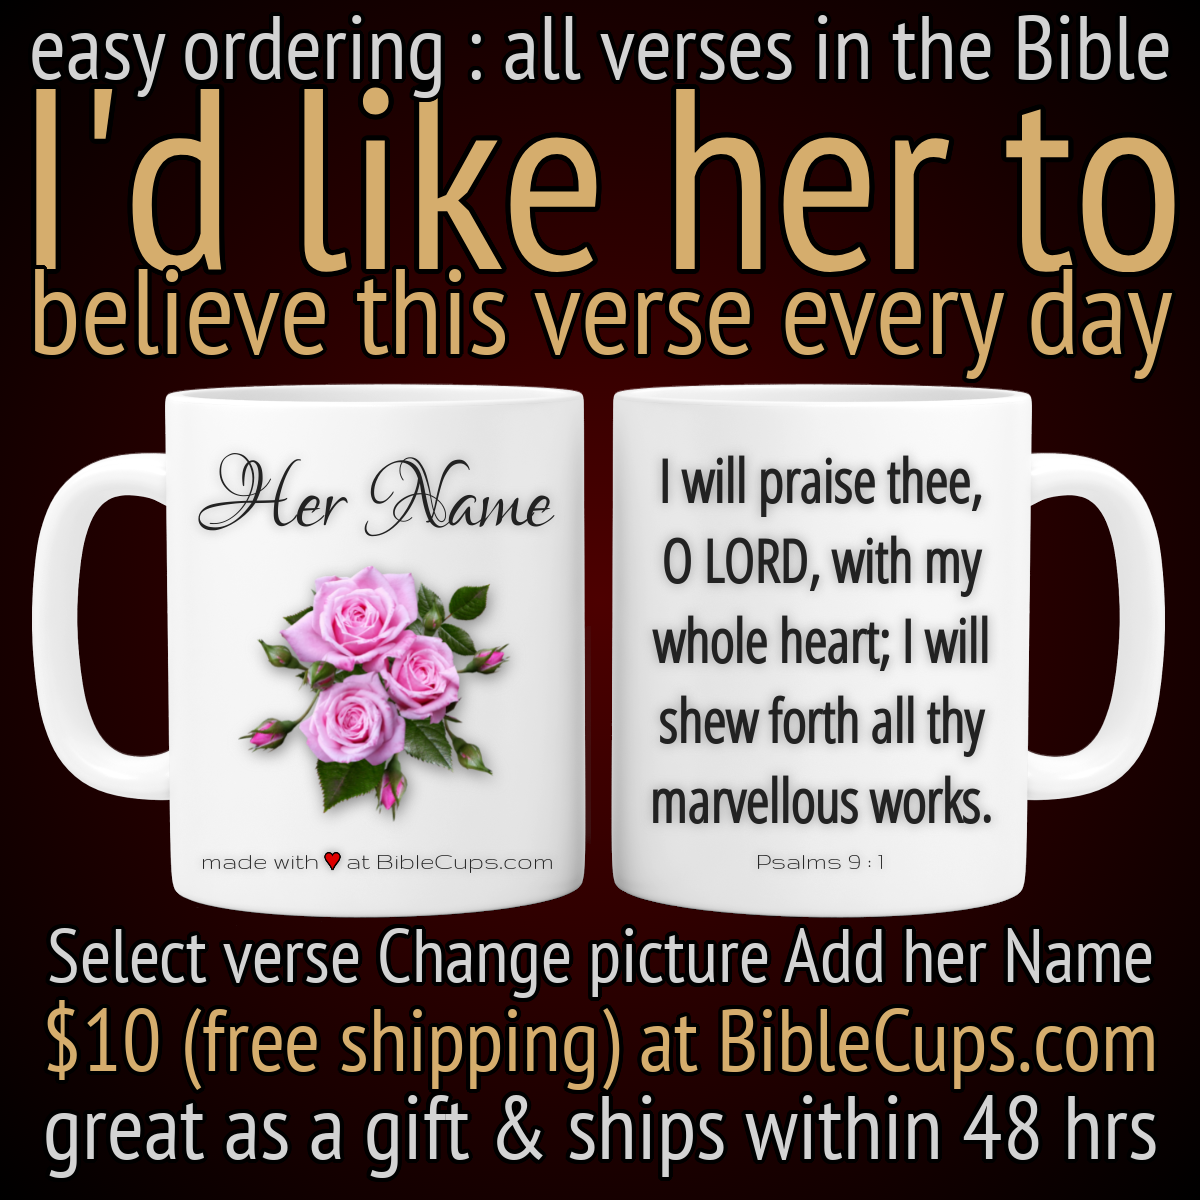 easy ordering : all verses in the Bible
I'd like her to
believe this verse every day
Her Name
made with ♥ at BibleCups.com
I will praise thee,
O LORD, with my
whole heart; I will
shew forth all thy
marvellous works.
Psalms 9 : 1
Select verse Change picture Add her Name
$10 (free shipping) at BibleCups.com
great as a gift & ships within 48 hrs